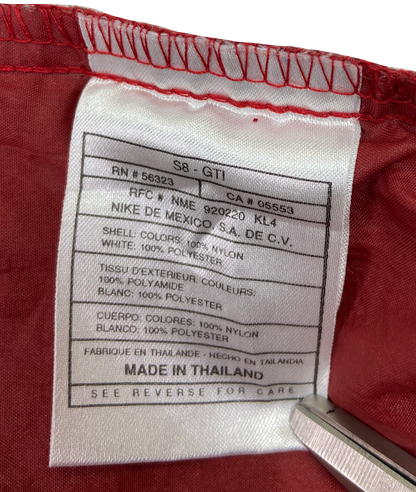 S8 - GTI
RN # 56323 CA # 05553
RFC # NME 920220 KL4
NIKE DE MEXICO, S.A. DE C.V.
SHELL: COLORS: 100% NYLON
WHITE: 100% POLYESTER
TISSU D'EXTERIEUR COULEURS:
100% POLYAMIDE
BLANC: 100% POLYESTER
CUERPO: COLORES: 100% NYLON
BLANCO: 100% POLYESTER
FABRIQUE EN THAILANDE - HECHO EN TAILANDIA
MADE IN THAILAND
SEE REVERSE FOR CARE